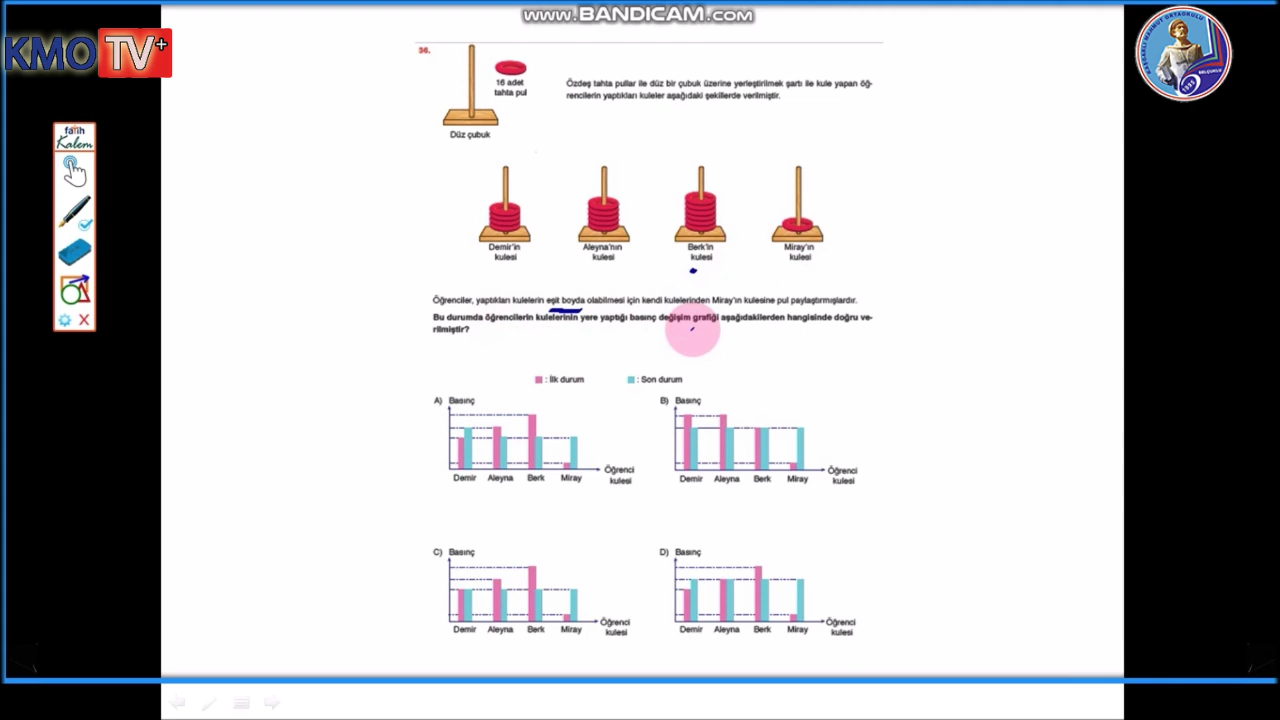 www.BANDICAM.com
KMO TV+
36.
16 adet
tahta pul
Düz çubuk
Özdeş tahta pullar ile düz bir çubuk üzerine yerleştirilmek şartı ile kule yapan öğ-
rencilerin yaptıkları kuleler aşağıdaki şekillerde verilmiştir.
fatih
Kalem
Demir'in
kulesi
Aleyna'nın
kulesi
Berk'in
kulesi
Miray'ın
kulesi
Öğrenciler, yaptıkları kulelerin eşit boyda olabilmesi için kendi kulelerinden Miray'ın kulesine pul paylaştırmışlardır.
Bu durumda öğrencilerin kulelerinin yere yaptığı basınç değişim grafiği aşağıdakilerden hangisinde doğru ve-
rilmiştir?
: İlk durum
: Son durum
A) Basınç
Demir Aleyna Berk Miray
Öğrenci
kulesi
B) Basınç
Demir Aleyna Berk Miray
Öğrenci
kulesi
C) Basınç
Demir Aleyna Berk Miray
Öğrenci
kulesi
D) Basınç
Demir Aleyna Berk Miray
Öğrenci
kulesi